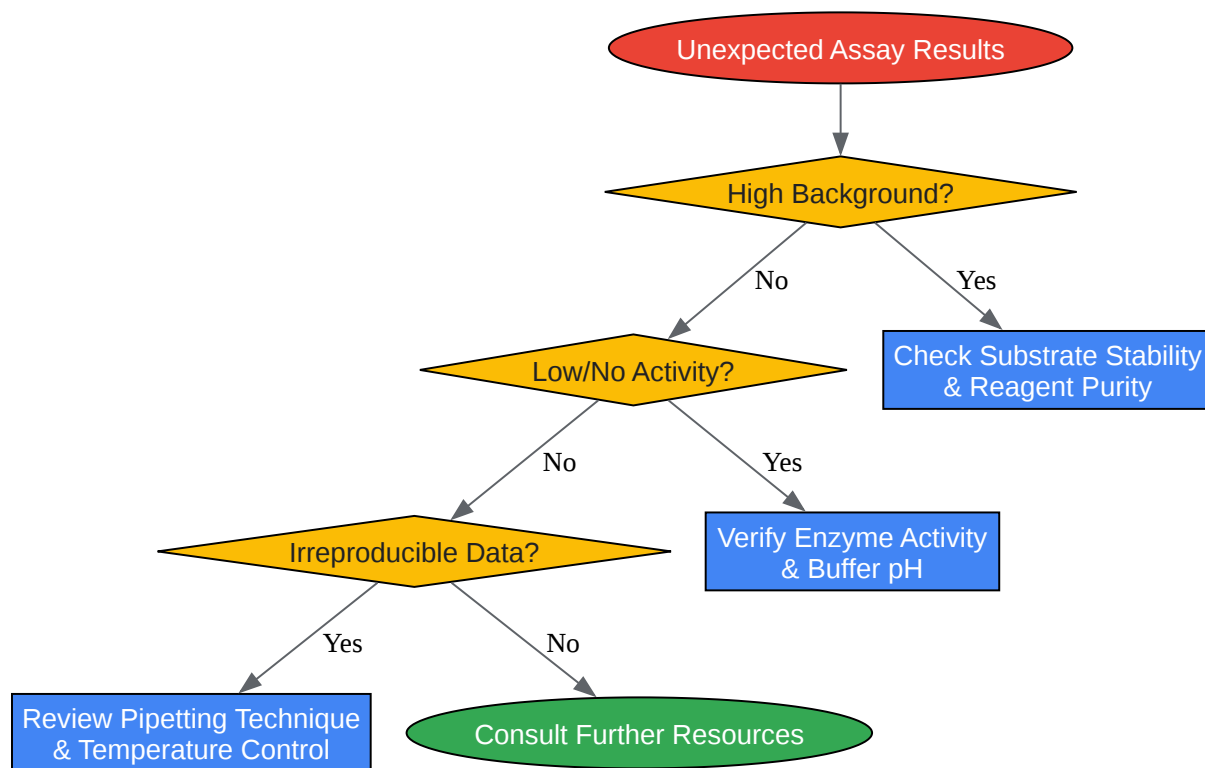 Unexpected Assay Results
High Background?
No
Yes
Check Substrate Stability
& Reagent Purity
Low/No Activity?
No
Yes
Verify Enzyme Activity
& Buffer pH
Irreproducible Data?
Yes
No
Review Pipetting Technique
& Temperature Control
Consult Further Resources